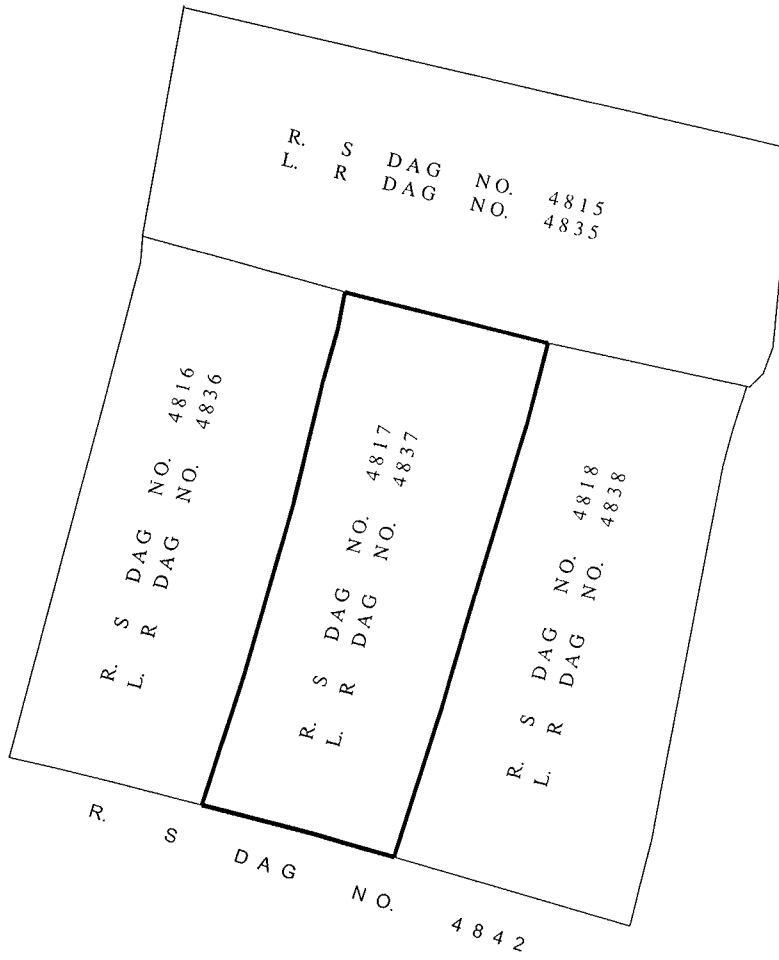 R. S DAG NO. 4815
L. R DAG NO. 4835
R. S DAG NO. 4816
L. R DAG NO. 4836
R. S DAG NO. 4817
L. R DAG NO. 4837
R. S DAG NO. 4818
L. R DAG NO. 4838
R. S DAG NO. 4842